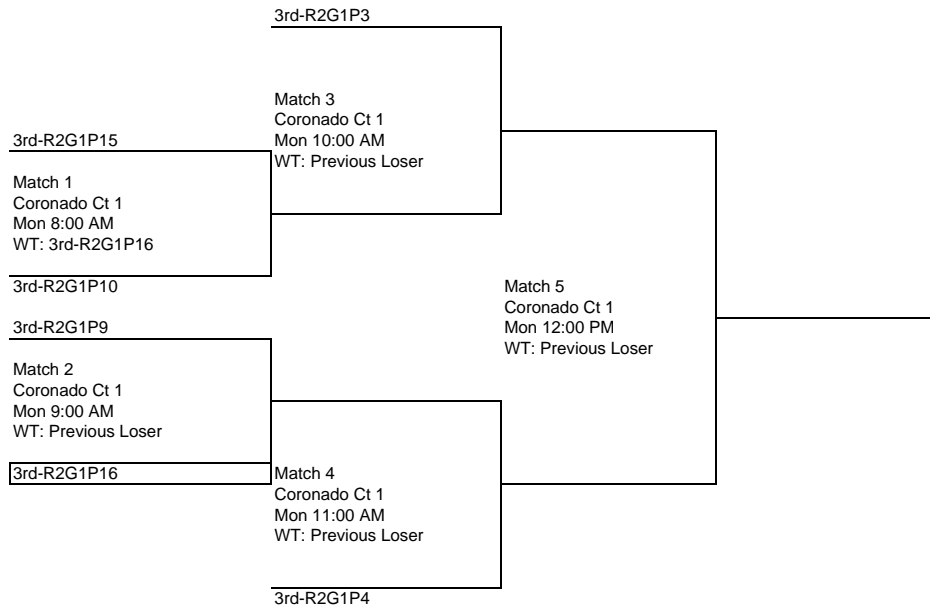 3rd-R2G1P3
Match 3
Coronado Ct 1
Mon 10:00 AM
WT: Previous Loser
3rd-R2G1P15
Match 1
Coronado Ct 1
Mon 8:00 AM
WT: 3rd-R2G1P16
3rd-R2G1P10
3rd-R2G1P9
Match 2
Coronado Ct 1
Mon 9:00 AM
WT: Previous Loser
3rd-R2G1P16
Match 4
Coronado Ct 1
Mon 11:00 AM
WT: Previous Loser
3rd-R2G1P4
Match 5
Coronado Ct 1
Mon 12:00 PM
WT: Previous Loser